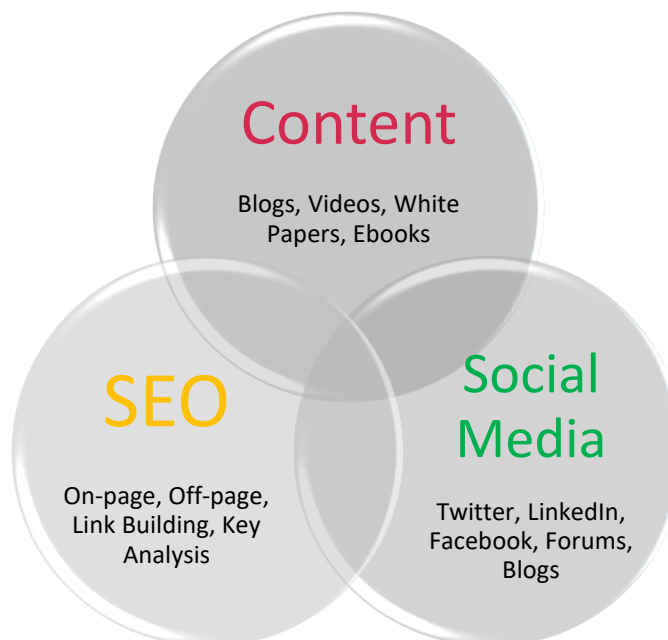 Content
Blogs, Videos, White
Papers, Ebooks
SEO
On-page, Off-page,
Link Building, Key
Analysis
Social
Media
Twitter, LinkedIn,
Facebook, Forums,
Blogs